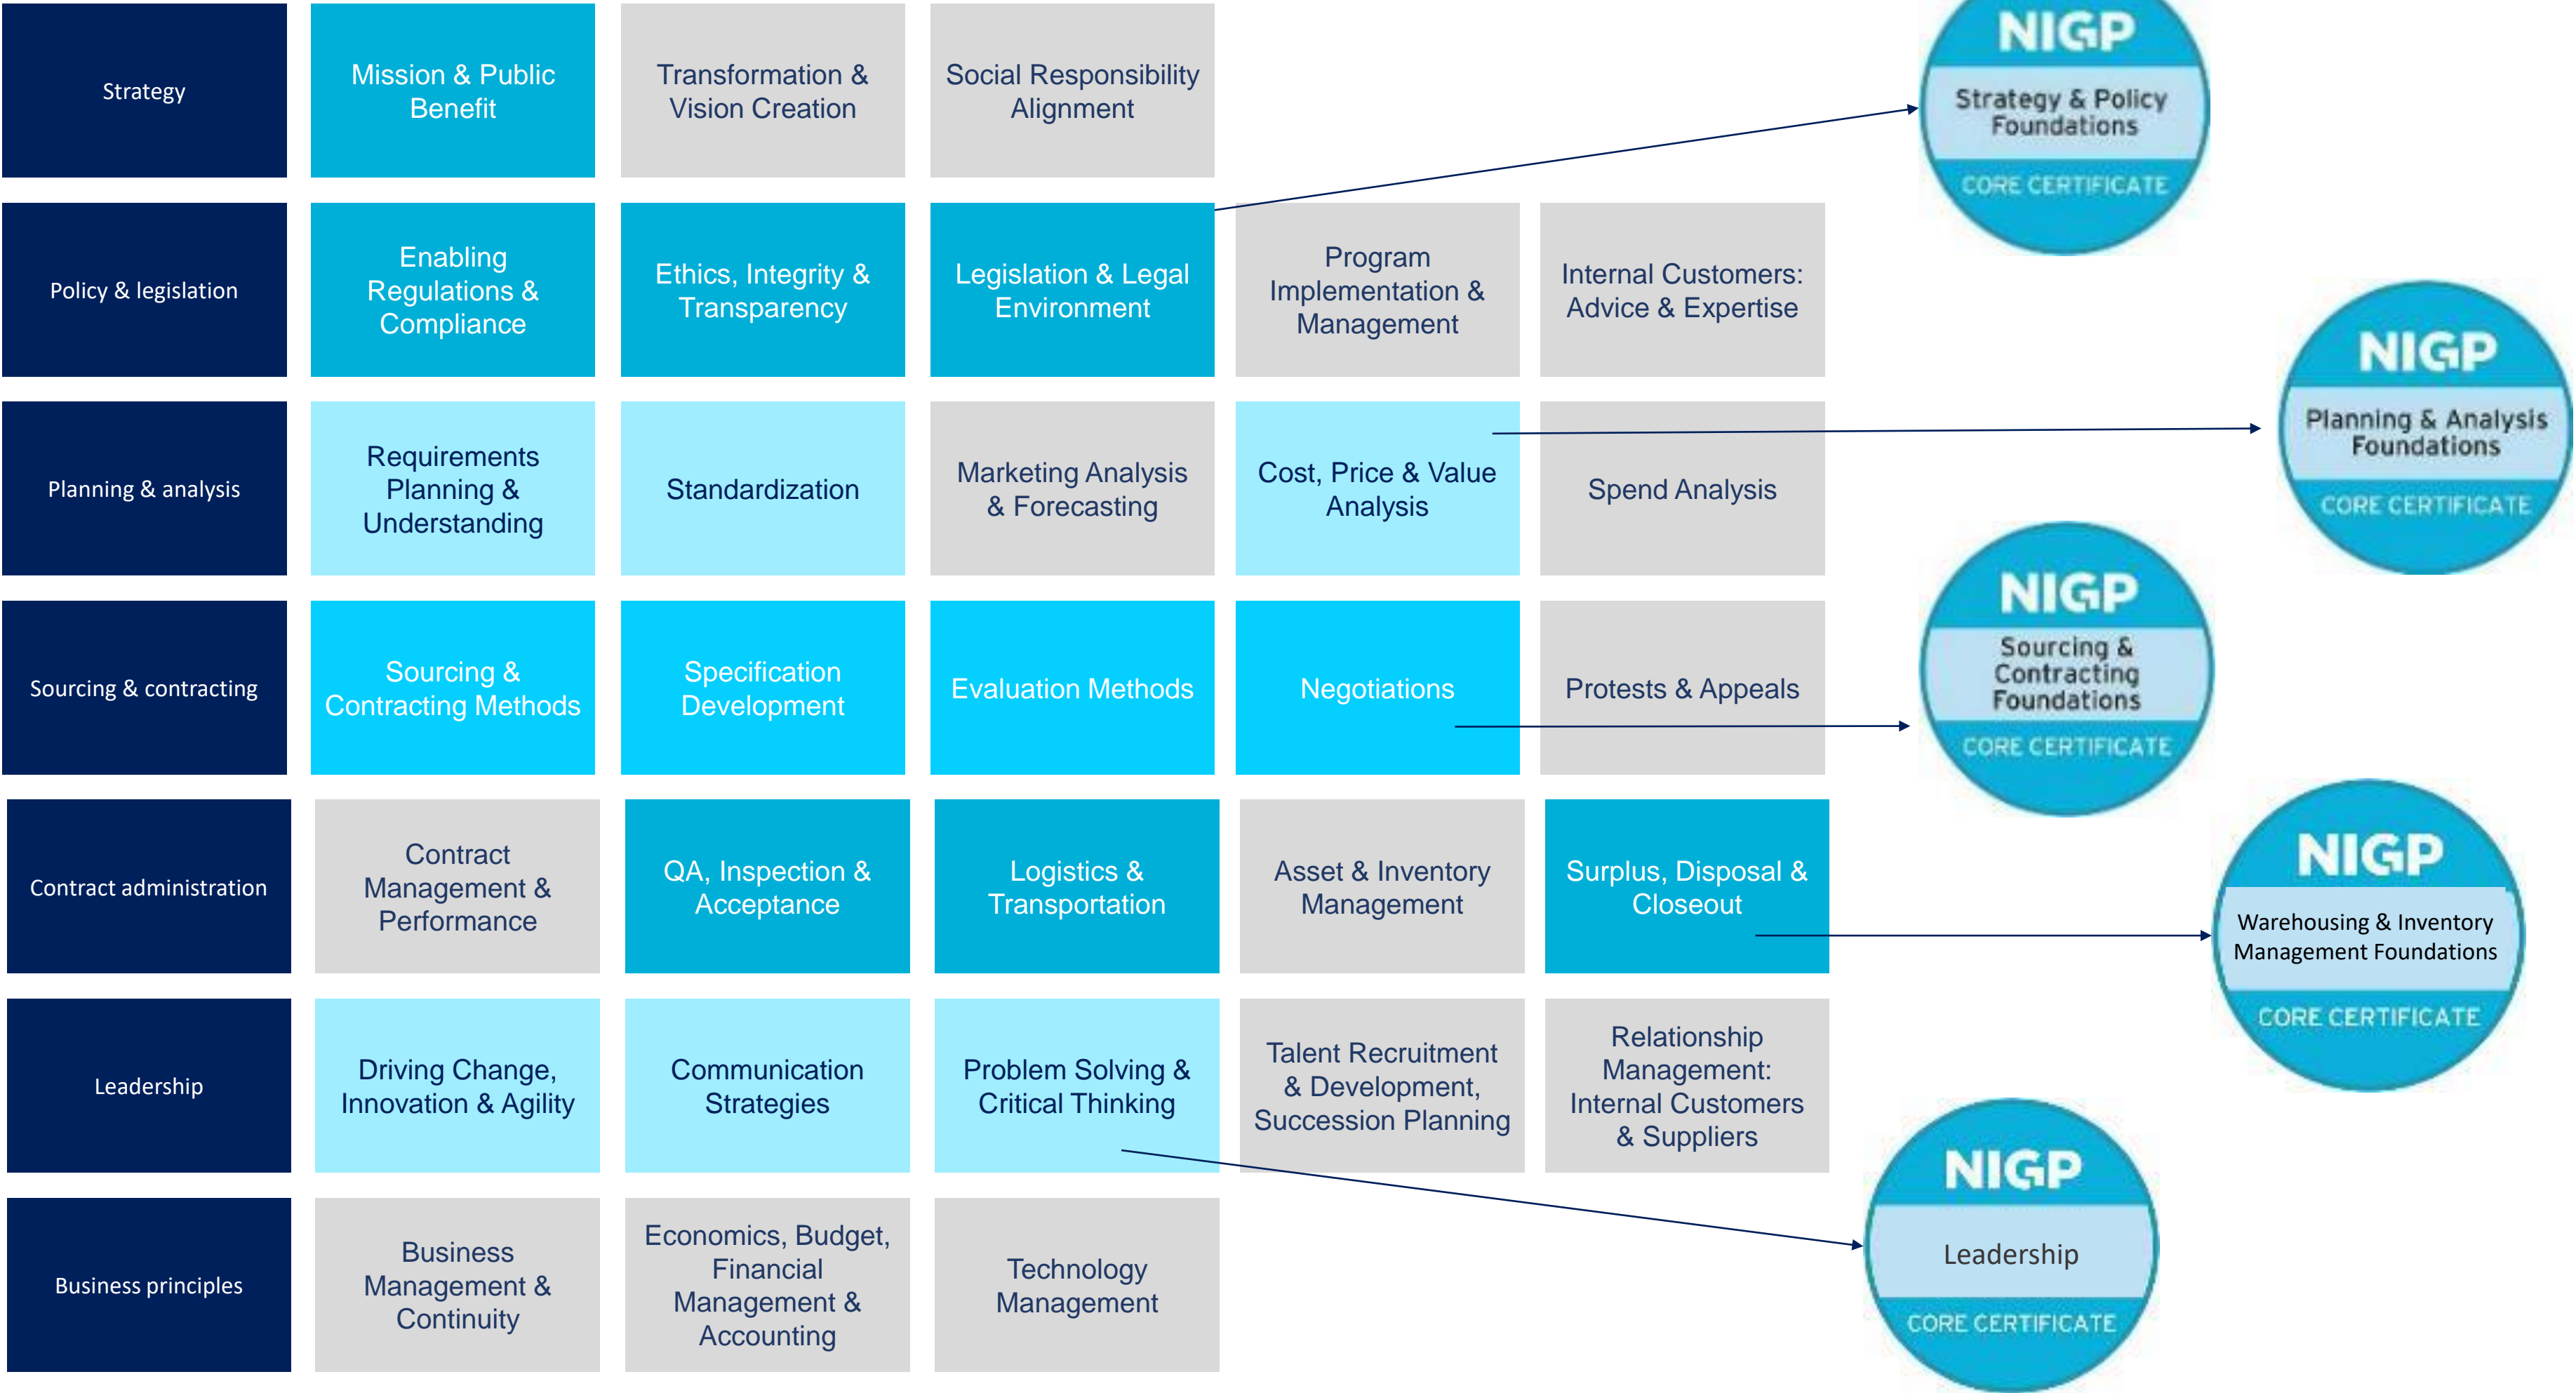 Strategy
Mission & Public
Benefit
Transformation &
Vision Creation
Social Responsibility
Alignment
NIGP
Strategy & Policy
Foundations
CORE CERTIFICATE
Policy & legislation
Enabling
Regulations &
Compliance
Ethics, Integrity &
Transparency
Legislation & Legal
Environment
Program
Implementation &
Management
Internal Customers:
Advice & Expertise
NIGP
Planning & Analysis
Foundations
CORE CERTIFICATE
Planning & analysis
Requirements
Planning &
Understanding
Standardization
Marketing Analysis
& Forecasting
Cost, Price & Value
Analysis
Spend Analysis
NIGP
Sourcing &
Contracting
Foundations
CORE CERTIFICATE
Sourcing & contracting
Sourcing &
Contracting Methods
Specification
Development
Evaluation Methods
Negotiations
Protests & Appeals
Contract administration
Contract
Management &
Performance
QA, Inspection &
Acceptance
Logistics &
Transportation
Asset & Inventory
Management
Surplus, Disposal &
Closeout
NIGP
Warehousing & Inventory
Management Foundations
CORE CERTIFICATE
Leadership
Driving Change,
Innovation & Agility
Communication
Strategies
Problem Solving &
Critical Thinking
Talent Recruitment
& Development,
Succession Planning
Relationship
Management:
Internal Customers
& Suppliers
NIGP
Leadership
CORE CERTIFICATE
Business principles
Business
Management &
Continuity
Economics, Budget,
Financial
Management &
Accounting
Technology
Management